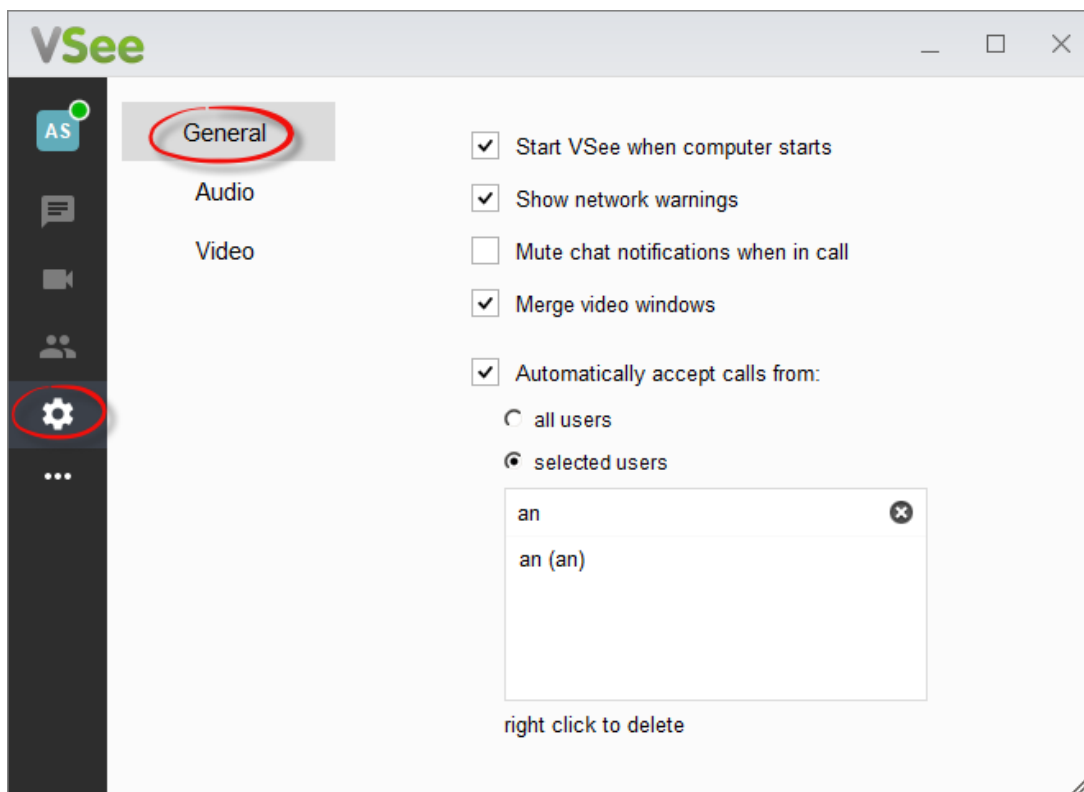 VSee
AS
General
Audio
Video
Start VSee when computer starts
Show network warnings
Mute chat notifications when in call
Merge video windows
Automatically accept calls from:
all users
selected users
an
an (an)
right click to delete